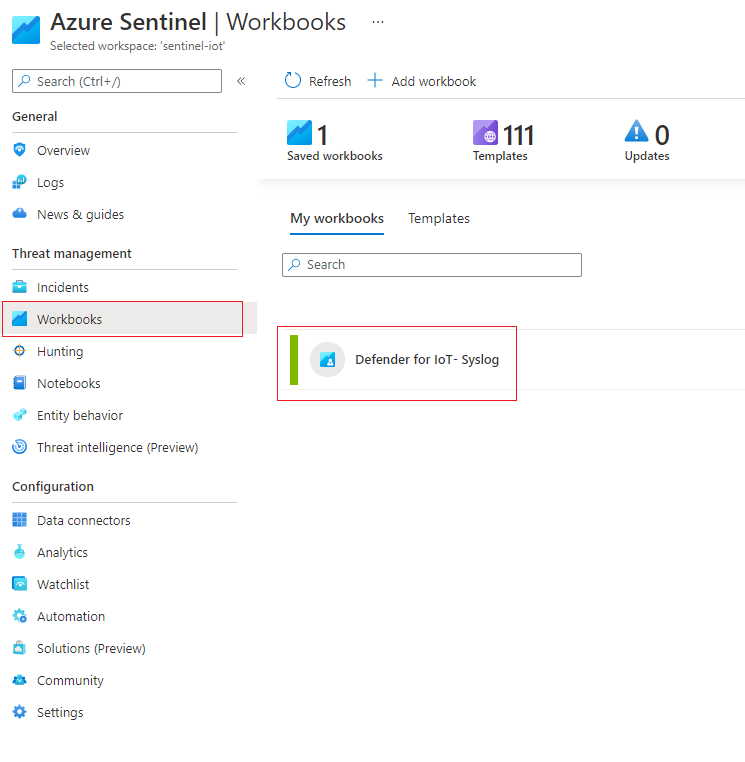 Azure Sentinel | Workbooks ...
Selected workspace: 'sentinel-iot'
Search (Ctrl+/)
«
General
Overview
Logs
News & guides
Threat management
Incidents
Workbooks
Hunting
Notebooks
Entity behavior
Threat intelligence (Preview)
Configuration
Data connectors
Analytics
Watchlist
Automation
Solutions (Preview)
Community
Settings
Refresh
Add workbook
1
Saved workbooks
111
Templates
0
Updates
My workbooks
Templates
Search
Defender for IoT- Syslog